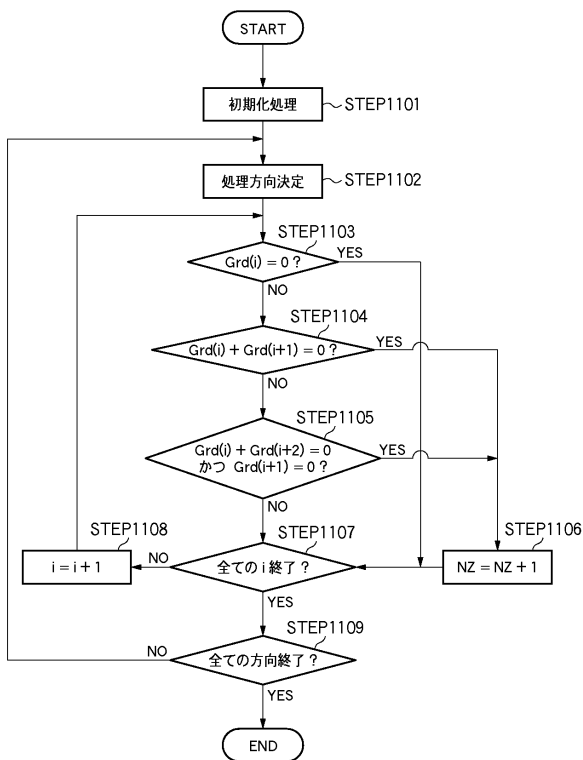 START
初期化処理
STEP1101
処理方向決定
STEP1102
STEP1103
Grd(i) = 0 ?
YES
NO
STEP1104
Grd(i) + Grd(i+1) = 0 ?
YES
NO
STEP1105
Grd(i) + Grd(i+2) = 0
かつ Grd(i+1) = 0 ?
YES
NO
STEP1108
i = i + 1
STEP1107
全ての i 終了 ?
NO
YES
STEP1106
NZ = NZ + 1
STEP1109
全ての方向終了 ?
NO
YES
END